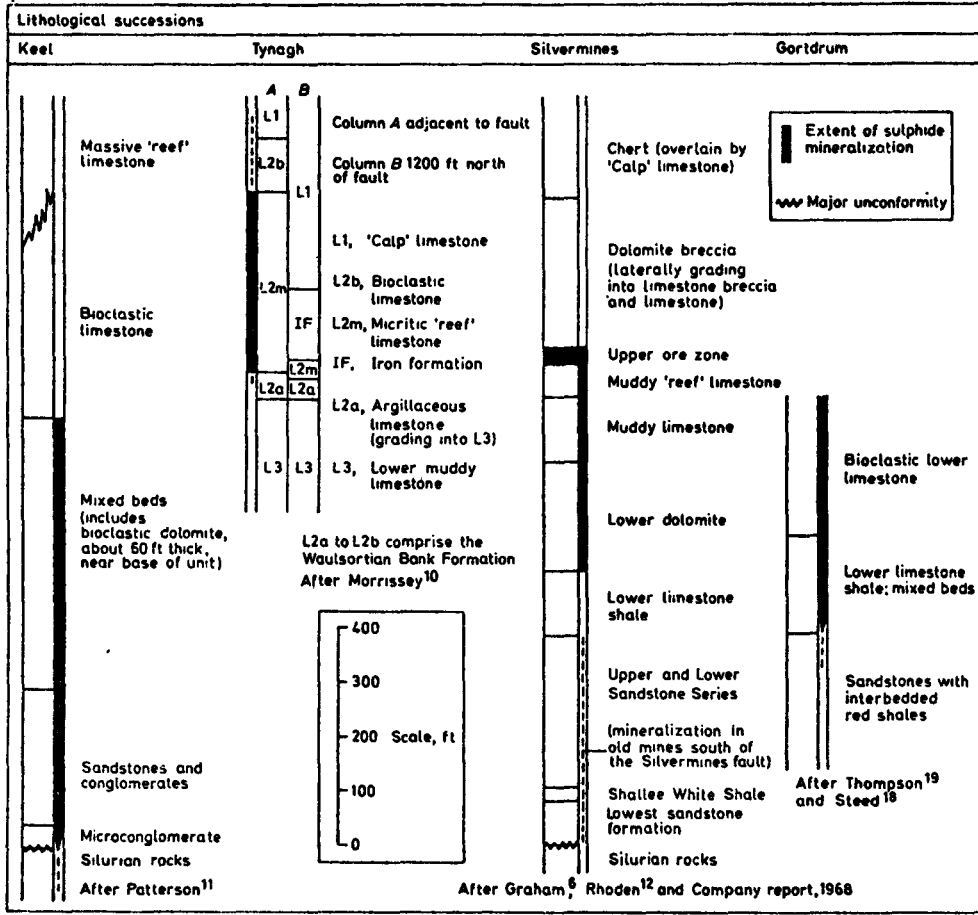 Lithological successions
Keel
Tynagh
Silvermines
Gortdrum
Massive 'reef'
limestone
Bioclastic
limestone
Mixed beds
(includes
bioclastic dolomite,
about 60 ft thick,
near base of unit)
Sandstones and
conglomerates
Microconglomerate
Silurian rocks
After Patterson11
A
B
L1
L2b
L1
L2m
IF
L2m
L2a
L2a
L3
L3
Column A adjacent to fault
Column B 1200 ft north
of fault
L1, 'Calp' limestone
L2b, Bioclastic
limestone
L2m, Micritic 'reef'
limestone
IF, Iron formation
L2a, Argillaceous
limestone
(grading into L3)
L3, Lower muddy
limestone
L2a to L2b comprise the
Waulsortian Bank Formation
After Morrissey10
400
300
200 Scale, ft
100
0
Chert (overlain by
'Calp' limestone)
Dolomite breccia
(laterally grading
into limestone breccia
and limestone)
Upper ore zone
Muddy 'reef' limestone
Muddy limestone
Lower dolomite
Lower limestone
shale
Upper and Lower
Sandstone Series
(mineralization in
old mines south of
the Silvermines fault)
Shallee White Shale
Lowest sandstone
formation
Silurian rocks
After Graham,6 Rhoden12 and Company report, 1968
Extent of sulphide
mineralization
Major unconformity
Bioclastic lower
limestone
Lower limestone
shale; mixed beds
Sandstones with
interbedded
red shales
After Thompson19
and Steed18